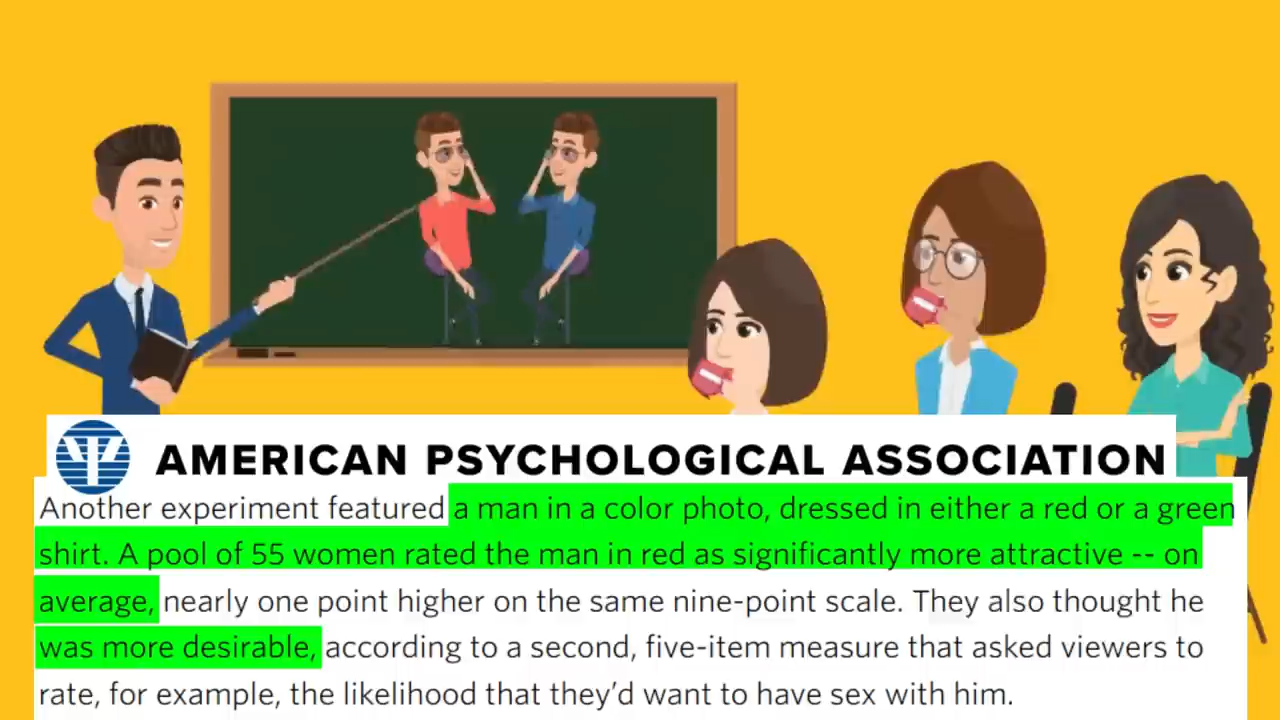 AMERICAN PSYCHOLOGICAL ASSOCIATION
Another experiment featured a man in a color photo, dressed in either a red or a green
shirt. A pool of 55 women rated the man in red as significantly more attractive -- on
average, nearly one point higher on the same nine-point scale. They also thought he
was more desirable, according to a second, five-item measure that asked viewers to
rate, for example, the likelihood that they’d want to have sex with him.